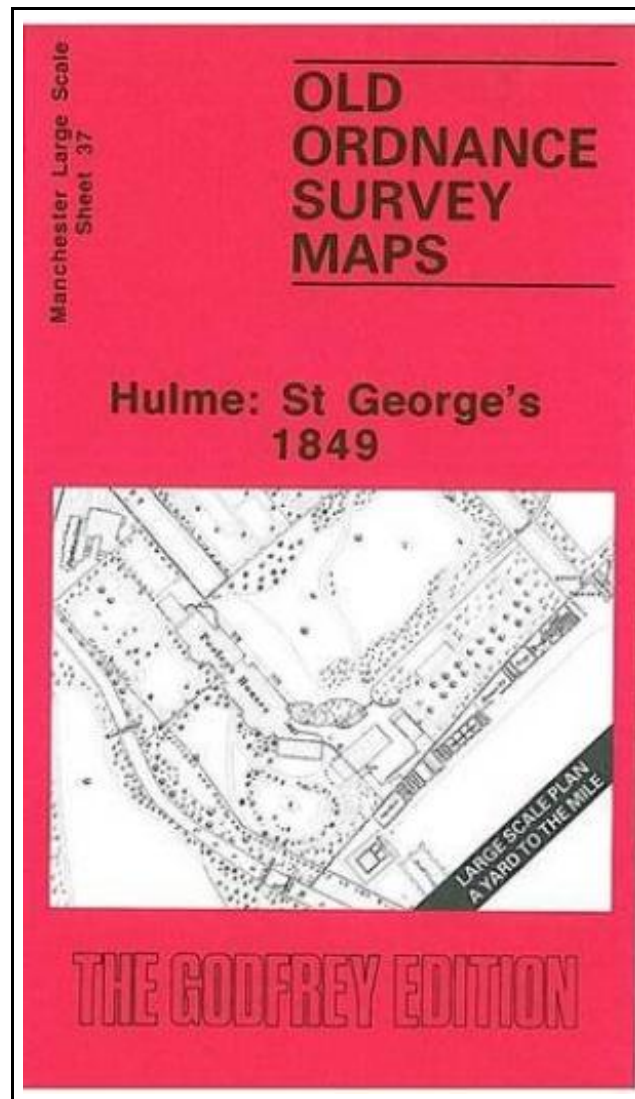 Manchester Large Scale
Sheet 37
OLD
ORDNANCE
SURVEY
MAPS
Hulme: St George's
1849
LARGE SCALE PLAN
A YARD TO THE MILE
THE GODFREY EDITION